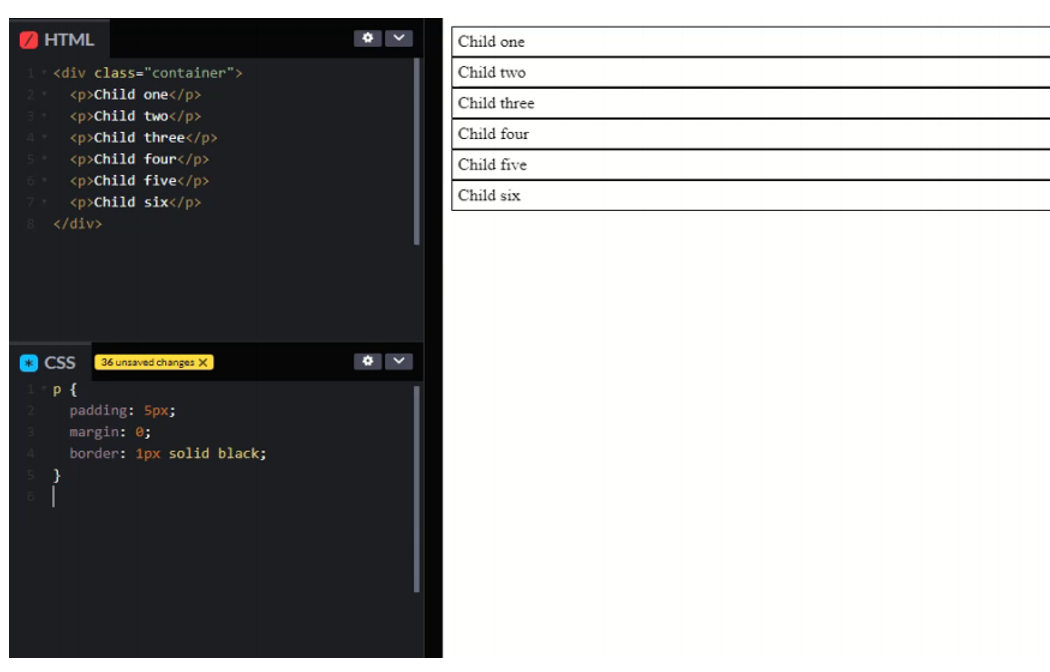 HTML
1 <div class="container">
2 <p>Child one</p>
3 <p>Child two</p>
4 <p>Child three</p>
5 <p>Child four</p>
6 <p>Child five</p>
7 <p>Child six</p>
8 </div>
CSS 36 unsaved changes X
1 p {
2 padding: 5px;
3 margin: 0;
4 border: 1px solid black;
5 }
6
Child one
Child two
Child three
Child four
Child five
Child six